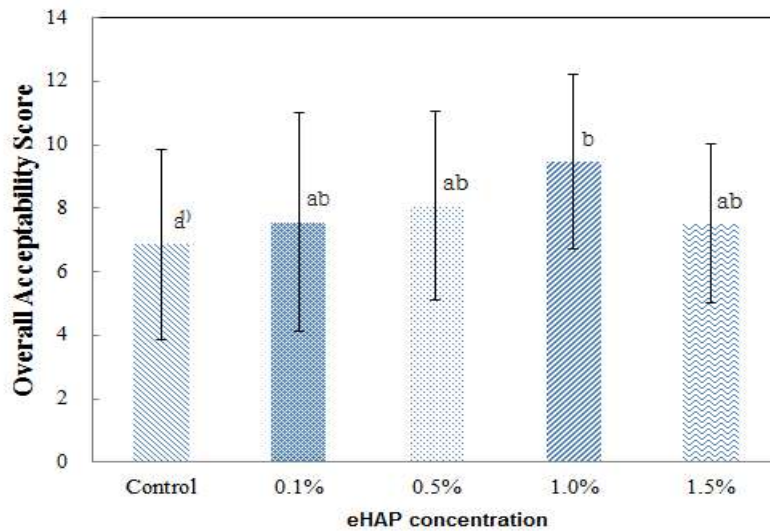 Overall Acceptability Score
14
12
10
8
6
4
2
0
ab
ab
b
ab
Control 0.1% 0.5% 1.0% 1.5%
eHAP concentration